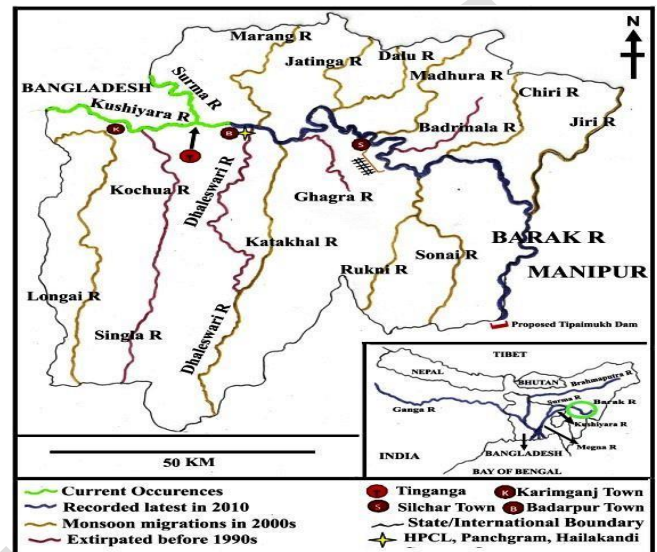 N
Marang R
Jatinga R
Dalu R
Madhura R
Chiri R
Jiri R
BANGLADESH
Surma R
Kushiyara R
K
B
S
Badrinala R
Kochua R
Dhaleswari R
Ghagra R
Katakhal R
BARAK R
MANIPUR
Rukni R
Sonai R
Longai R
Singla R
Dhaleswari R
Proposed Tipaimukh Dam
TIBET
NEPAL
BHUTAN
Brahmaputra R
Surma R
Barak R
Ganga R
Kushiyara R
Megna R
INDIA
BANGLADESH
BAY OF BENGAL
50 KM
Current Occurences
Recorded latest in 2010
Monsoon migrations in 2000s
Extirpated before 1990s
Tinganga
K Karimganj Town
S Silchar Town
B Badarpur Town
State/International Boundary
HPCL, Panchgram, Hailakandi